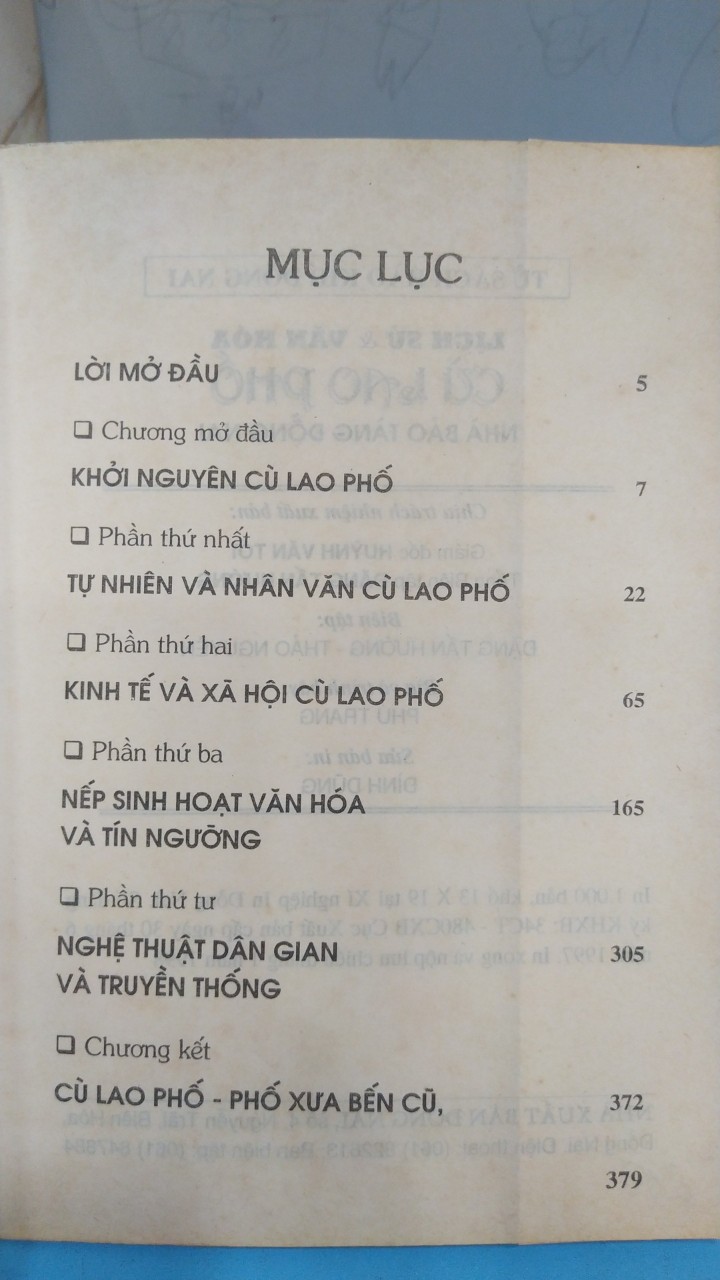 MỤC LỤC
LỜI MỞ ĐẦU 5
❑ Chương mở đầu
KHỞI NGUYÊN CÙ LAO PHỐ 7
❑ Phần thứ nhất
TỰ NHIÊN VÀ NHÂN VĂN CÙ LAO PHỐ 22
❑ Phần thứ hai
KINH TẾ VÀ XÃ HỘI CÙ LAO PHỐ 65
❑ Phần thứ ba
NẾP SINH HOẠT VĂN HÓA 165
VÀ TÍN NGƯỠNG
❑ Phần thứ tư
NGHỆ THUẬT DÂN GIAN 305
VÀ TRUYỀN THỐNG
❑ Chương kết
CÙ LAO PHỐ - PHỐ XƯA BẾN CŨ, 372
379